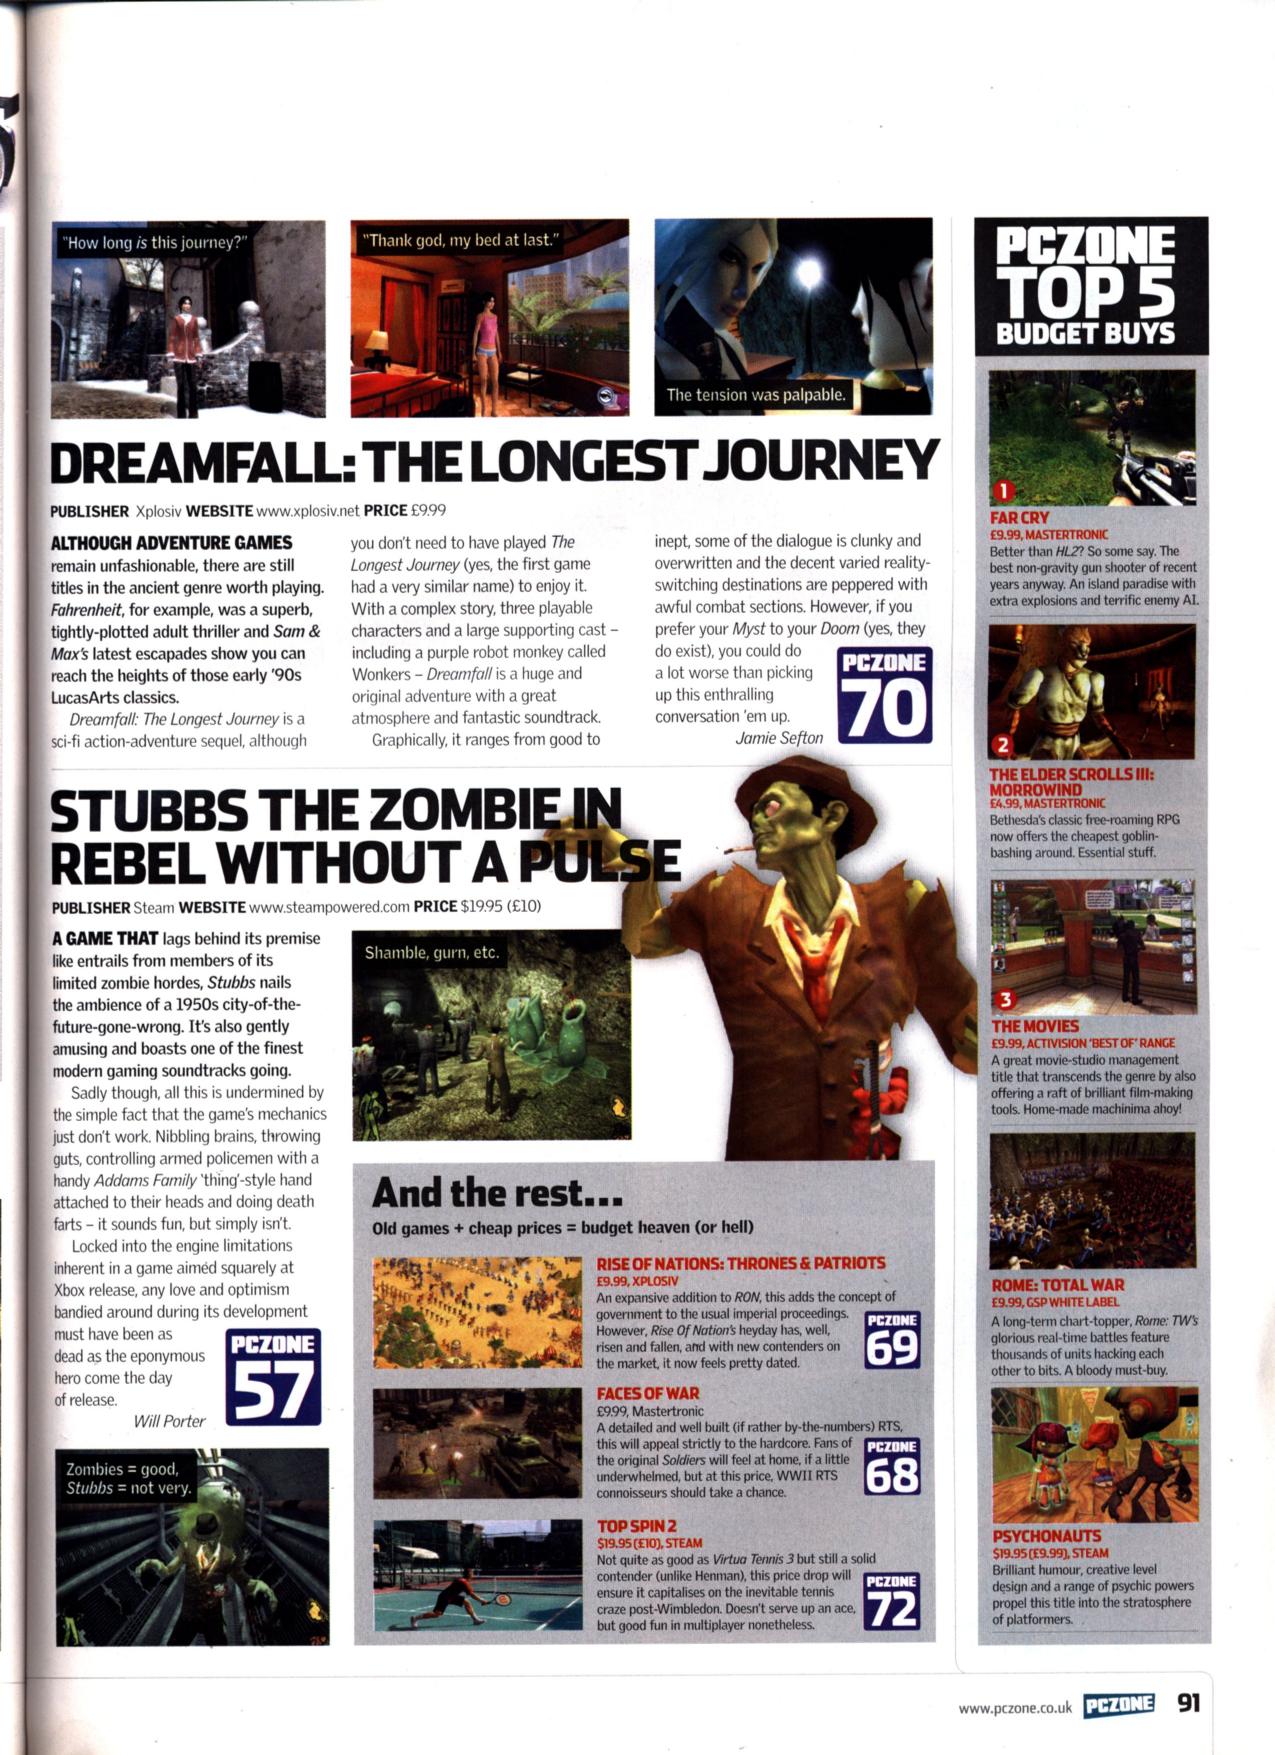 "How long is this journey?"
"Thank god, my bed at last."
The tension was palpable.
DREAMFALL: THE LONGEST JOURNEY
PUBLISHER Xplosiv WEBSITE www.xplosiv.net PRICE £9.99
ALTHOUGH ADVENTURE GAMES
remain unfashionable, there are still
titles in the ancient genre worth playing.
Fahrenheit, for example, was a superb,
tightly-plotted adult thriller and Sam &
Max's latest escapades show you can
reach the heights of those early '90s
LucasArts classics.
Dreamfall: The Longest Journey is a
sci-fi action-adventure sequel, although
you don't need to have played The
Longest Journey (yes, the first game
had a very similar name) to enjoy it.
With a complex story, three playable
characters and a large supporting cast –
including a purple robot monkey called
Wonkers – Dreamfall is a huge and
original adventure with a great
atmosphere and fantastic soundtrack.
Graphically, it ranges from good to
inept, some of the dialogue is clunky and
overwritten and the decent varied reality-
switching destinations are peppered with
awful combat sections. However, if you
prefer your Myst to your Doom (yes, they
do exist), you could do
a lot worse than picking
up this enthralling
conversation 'em up.
Jamie Sefton
PCZONE
70
STUBBS THE ZOMBIE IN
REBEL WITHOUT A PULSE
PUBLISHER Steam WEBSITE www.steampowered.com PRICE $19.95 (£10)
A GAME THAT lags behind its premise
like entrails from members of its
limited zombie hordes, Stubbs nails
the ambience of a 1950s city-of-the-
future-gone-wrong. It's also gently
amusing and boasts one of the finest
modern gaming soundtracks going.
Sadly though, all this is undermined by
the simple fact that the game's mechanics
just don't work. Nibbling brains, throwing
guts, controlling armed policemen with a
handy Addams Family 'thing'-style hand
attached to their heads and doing death
farts – it sounds fun, but simply isn't.
Locked into the engine limitations
inherent in a game aimed squarely at
Xbox release, any love and optimism
bandied around during its development
must have been as
dead as the eponymous
hero come the day
of release.
Will Porter
PCZONE
57
Zombies = good,
Stubbs = not very.
Shamble, gurn, etc.
And the rest...
Old games + cheap prices = budget heaven (or hell)
RISE OF NATIONS: THRONES & PATRIOTS
£9.99, XPLOSIV
An expansive addition to RON, this adds the concept of
government to the usual imperial proceedings.
However, Rise Of Nation's heyday has, well,
risen and fallen, and with new contenders on
the market, it now feels pretty dated.
PCZONE
69
FACES OF WAR
£9.99, Mastertronic
A detailed and well built (if rather by-the-numbers) RTS,
this will appeal strictly to the hardcore. Fans of
the original Soldiers will feel at home, if a little
underwhelmed, but at this price, WWII RTS
connoisseurs should take a chance.
PCZONE
68
TOP SPIN 2
$19.95 (£10), STEAM
Not quite as good as Virtua Tennis 3 but still a solid
contender (unlike Henman), this price drop will
ensure it capitalises on the inevitable tennis
craze post-Wimbledon. Doesn't serve up an ace,
but good fun in multiplayer nonetheless.
PCZONE
72
PCZONE
TOP 5
BUDGET BUYS
1
FAR CRY
£9.99, MASTERTRONIC
Better than HL2? So some say. The
best non-gravity gun shooter of recent
years anyway. An island paradise with
extra explosions and terrific enemy AI.
2
THE ELDER SCROLLS III:
MORROWIND
£4.99, MASTERTRONIC
Bethesda's classic free-roaming RPG
now offers the cheapest goblin-
bashing around. Essential stuff.
3
THE MOVIES
£9.99, ACTIVISION 'BEST OF' RANGE
A great movie-studio management
title that transcends the genre by also
offering a raft of brilliant film-making
tools. Home-made machinima ahoy!
ROME: TOTAL WAR
£9.99, GSP WHITE LABEL
A long-term chart-topper, Rome: TW's
glorious real-time battles feature
thousands of units hacking each
other to bits. A bloody must-buy.
PSYCHONAUTS
$19.95 (£9.99), STEAM
Brilliant humour, creative level
design and a range of psychic powers
propel this title into the stratosphere
of platformers.
www.pczone.co.uk PCZONE 91